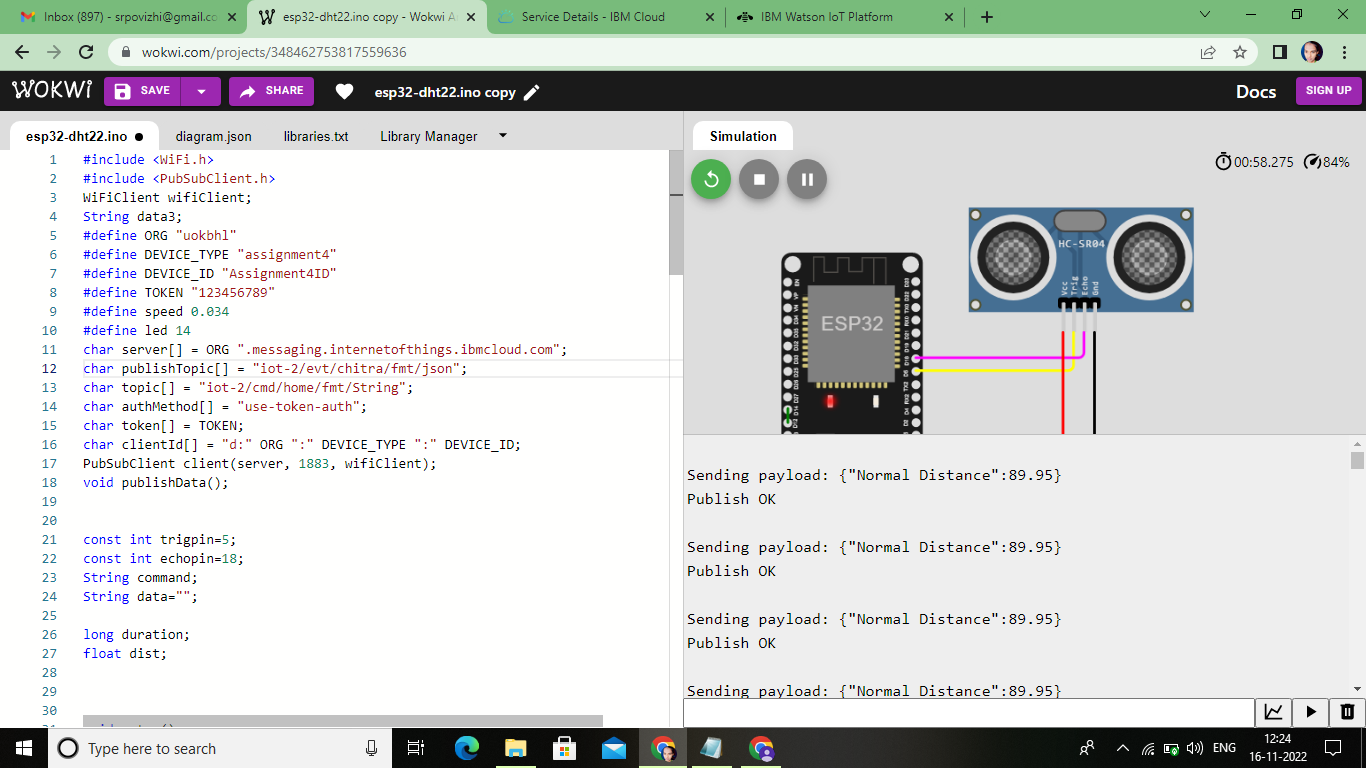 Inbox (897) - srpovizhi@gmail.co
esp32-dht22.ino copy - Wokwi A
Service Details - IBM Cloud
IBM Watson IoT Platform
wokwi.com/projects/348462753817559636
WOKWi
SAVE
SHARE
esp32-dht22.ino copy
Docs
SIGN UP
esp32-dht22.ino
diagram.json
libraries.txt
Library Manager
1 #include <WiFi.h>
2 #include <PubSubClient.h>
3 WiFiClient wifiClient;
4 String data3;
5 #define ORG "uokbhl"
6 #define DEVICE_TYPE "assignment4"
7 #define DEVICE_ID "Assignment4ID"
8 #define TOKEN "123456789"
9 #define speed 0.034
10 #define led 14
11 char server[] = ORG ".messaging.internetofthings.ibmcloud.com";
12 char publishTopic[] = "iot-2/evt/chitra/fmt/json";
13 char topic[] = "iot-2/cmd/home/fmt/String";
14 char authMethod[] = "use-token-auth";
15 char token[] = TOKEN;
16 char clientId[] = "d:" ORG ":" DEVICE_TYPE ":" DEVICE_ID;
17 PubSubClient client(server, 1883, wifiClient);
18 void publishData();
19
20
21 const int trigpin=5;
22 const int echopin=18;
23 String command;
24 String data="";
25
26 long duration;
27 float dist;
28
29
30
Simulation
00:58.275 84%
HC-SR04
Vcc
Trig
Echo
Gnd
ESP32
Sending payload: {"Normal Distance":89.95}
Publish OK
Sending payload: {"Normal Distance":89.95}
Publish OK
Sending payload: {"Normal Distance":89.95}
Publish OK
Sending payload: {"Normal Distance":89.95}
Type here to search
ENG
12:24
16-11-2022